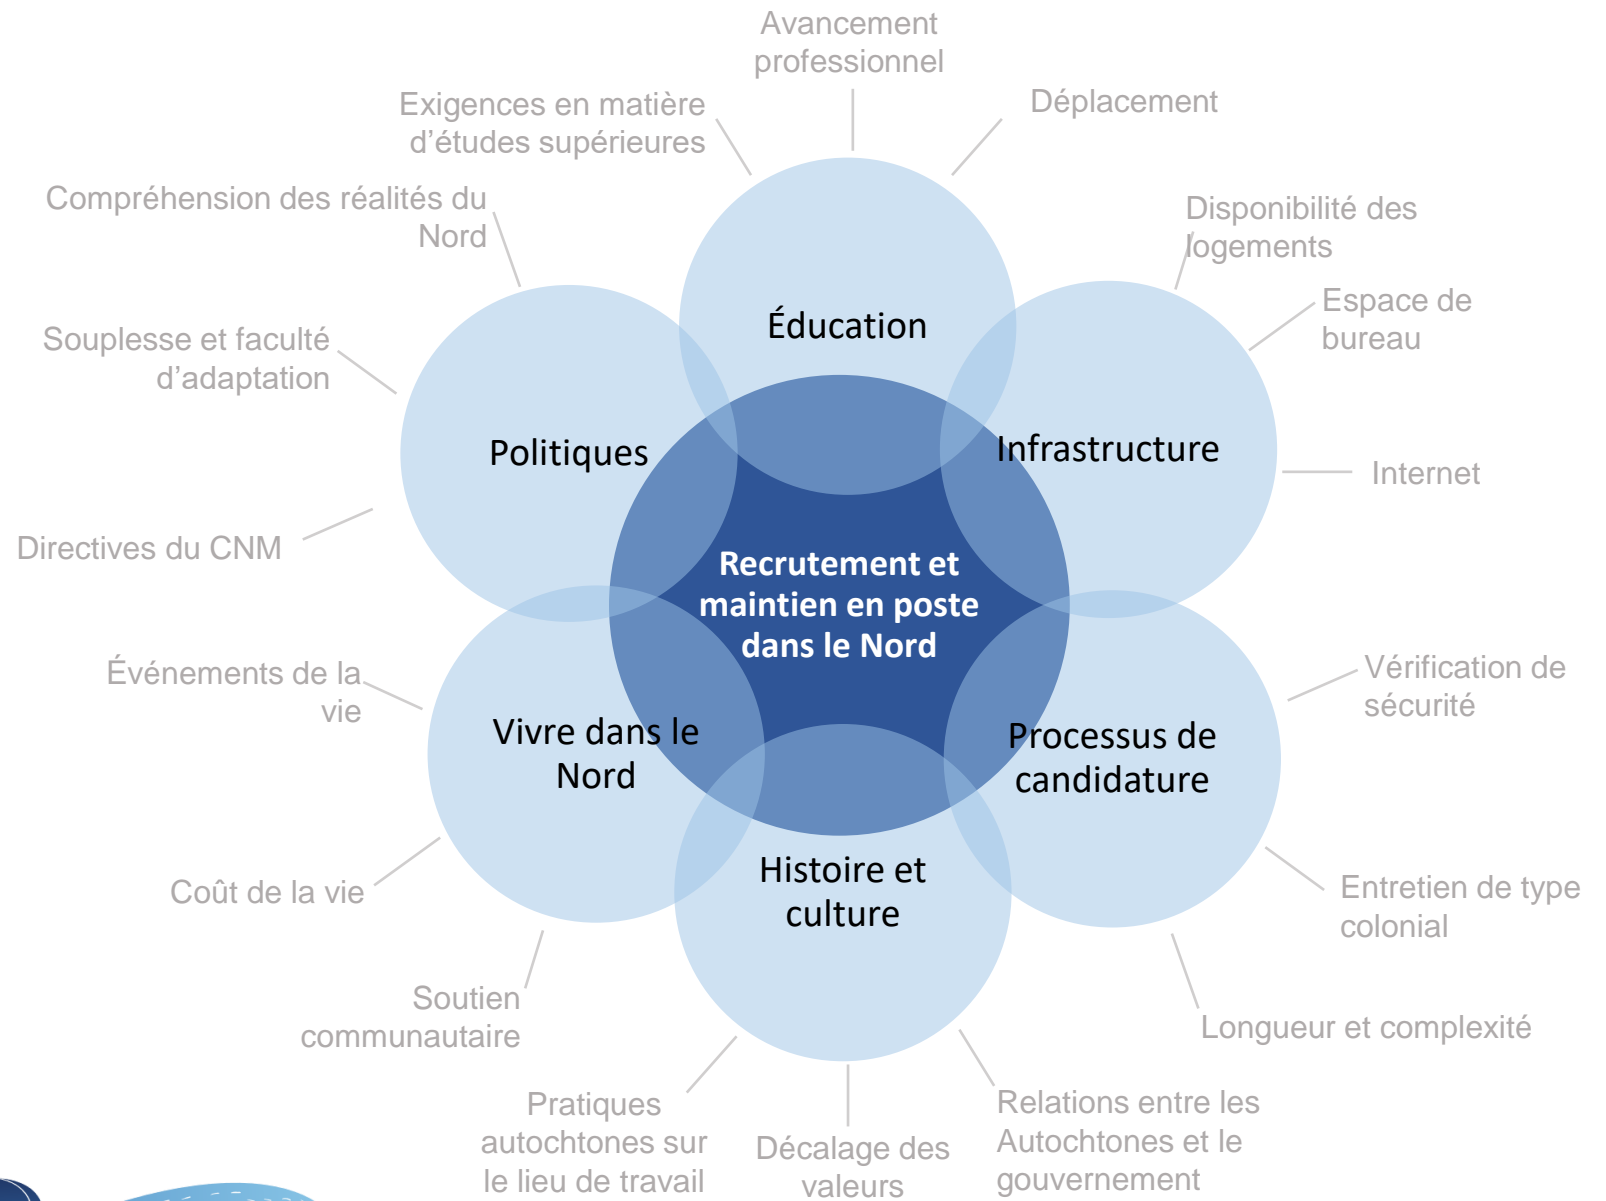 Avancement
professionnel
Exigences en matière
d’études supérieures
Déplacement
Compréhension des réalités du
Nord
Disponibilité des
logements
Souplesse et faculté
d’adaptation
Espace de
bureau
Éducation
Politiques
Infrastructure
Internet
Directives du CNM
Recrutement et
maintien en poste
dans le Nord
Événements de la
vie
Vérification de
sécurité
Vivre dans le
Nord
Processus de
candidature
Coût de la vie
Histoire et
culture
Entretien de type
colonial
Soutien
communautaire
Longueur et complexité
Pratiques
autochtones sur
le lieu de travail
Décalage des
valeurs
Relations entre les
Autochtones et le
gouvernement